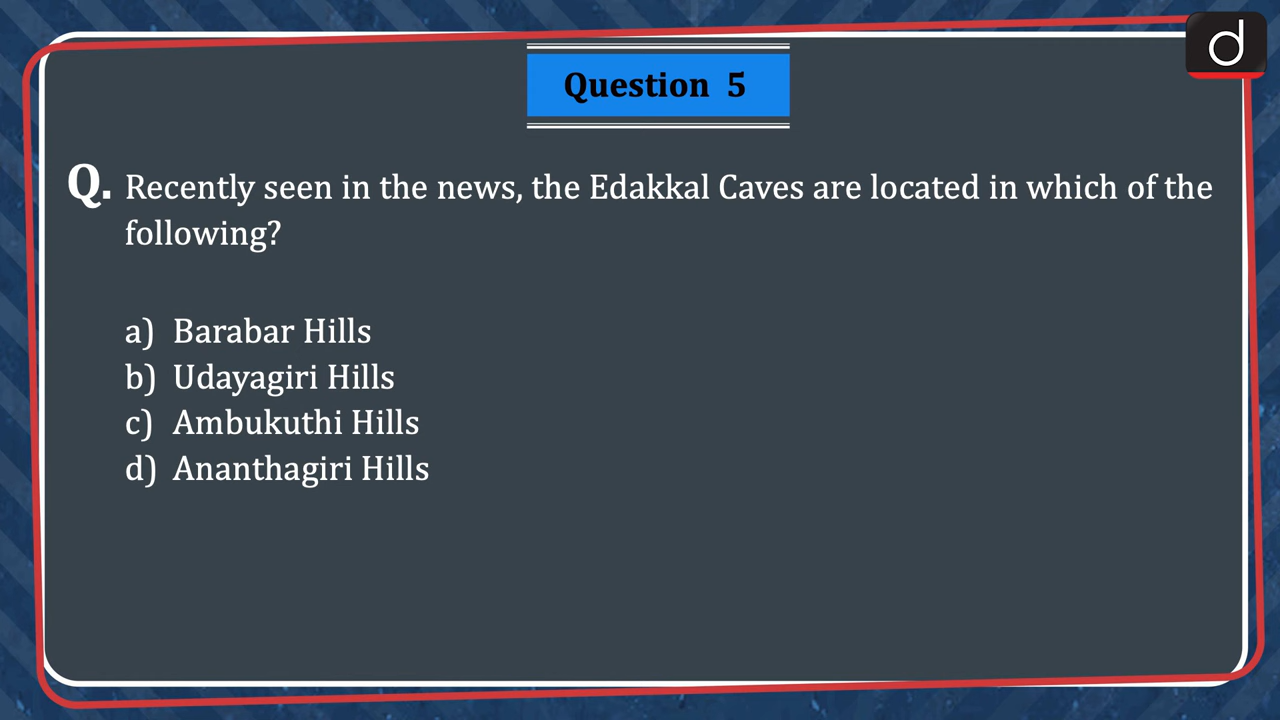 d
Question 5
Q. Recently seen in the news, the Edakkal Caves are located in which of the
following?
a) Barabar Hills
b) Udayagiri Hills
c) Ambukuthi Hills
d) Ananthagiri Hills